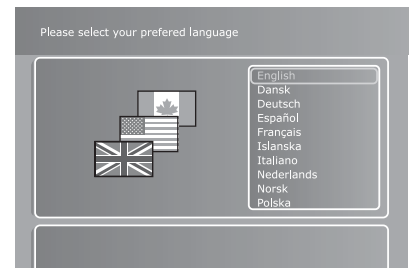 Please select your prefered language
English
Dansk
Deutsch
Español
Français
Islanska
Italiano
Nederlands
Norsk
Polska